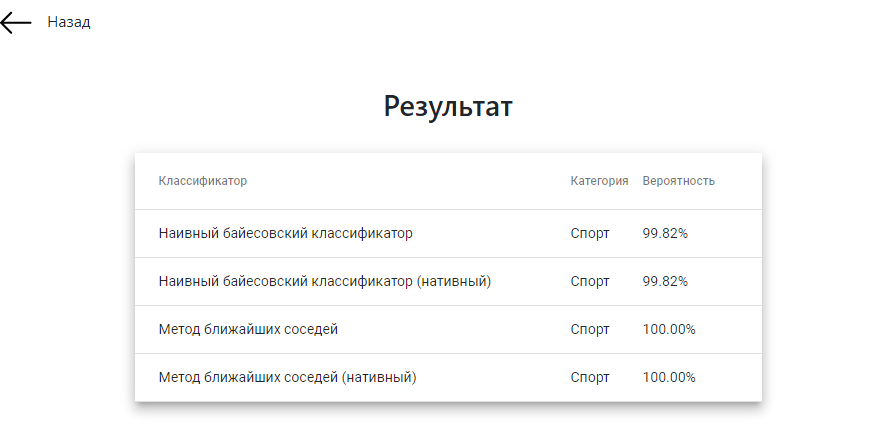 Назад
Результат
Классификатор Категория Вероятность
Наивный байесовский классификатор Спорт 99.82%
Наивный байесовский классификатор (нативный) Спорт 99.82%
Метод ближайших соседей Спорт 100.00%
Метод ближайших соседей (нативный) Спорт 100.00%